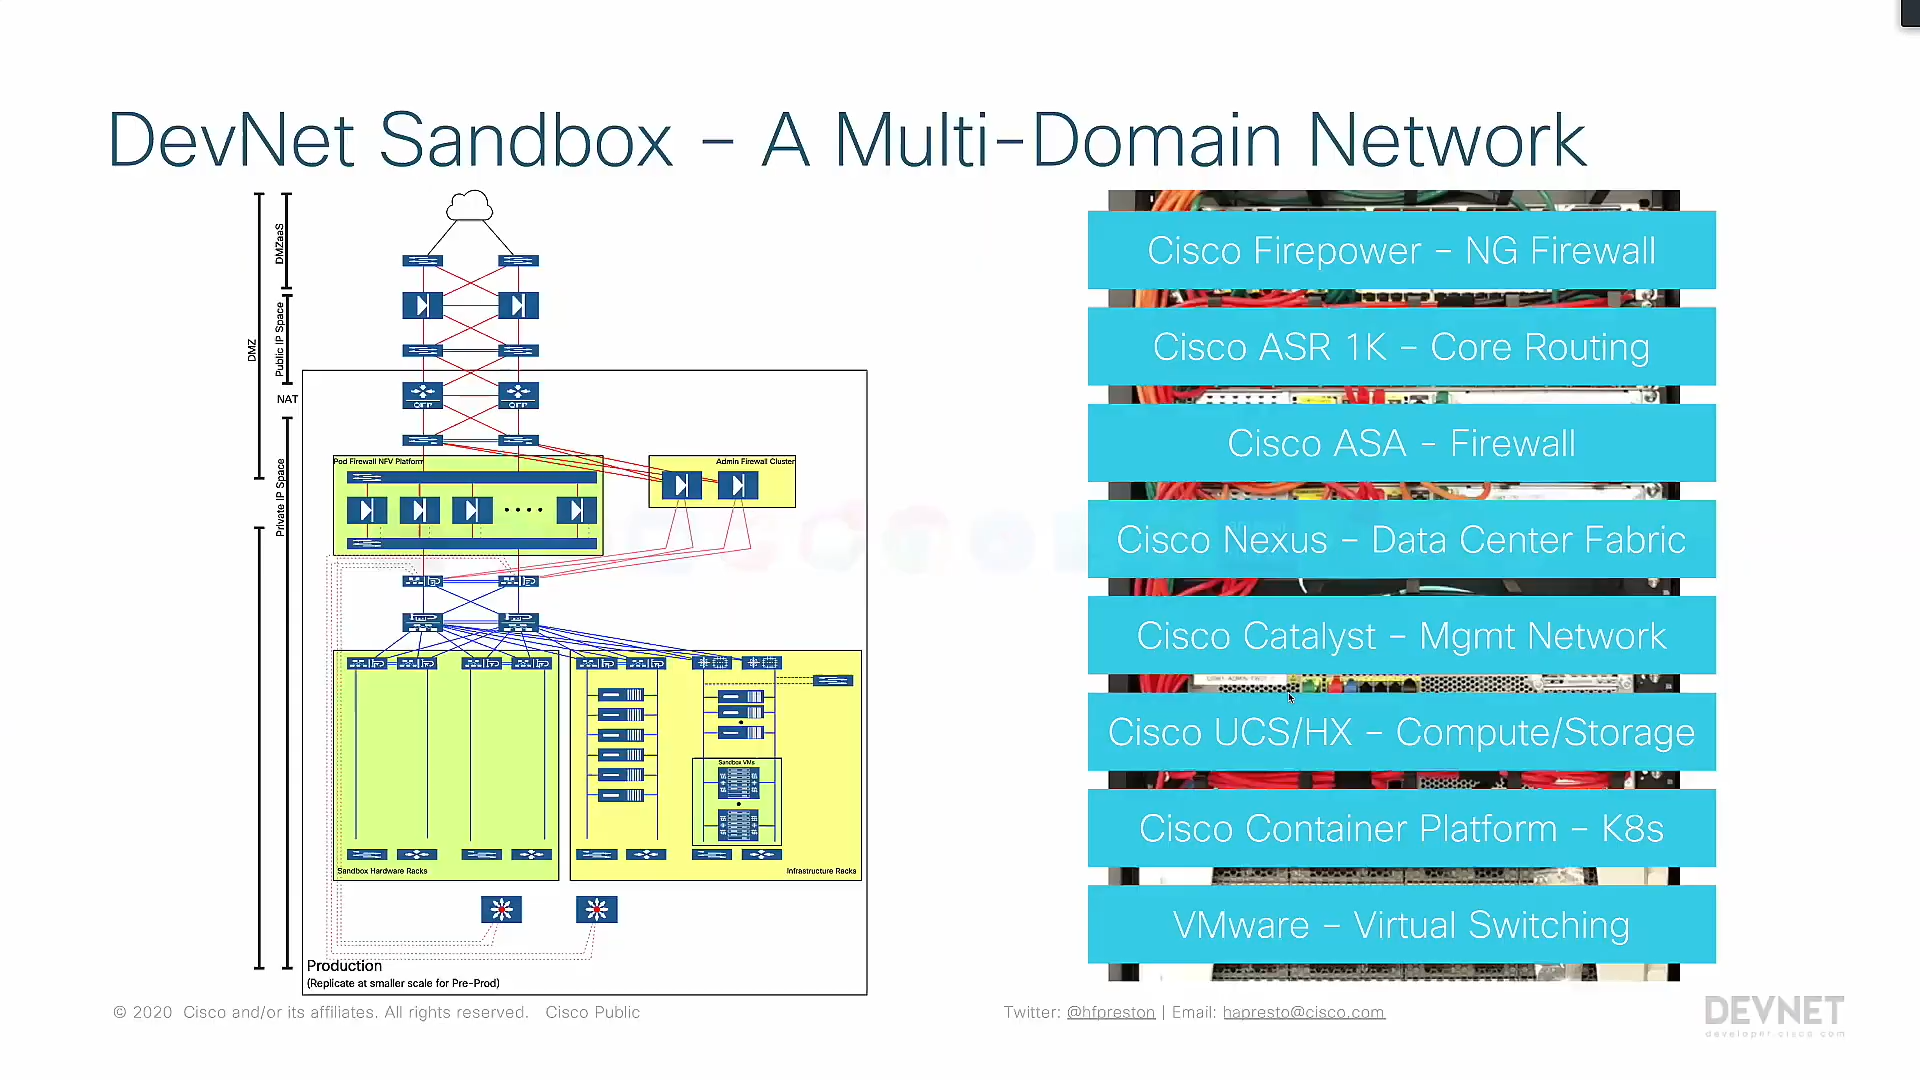 DevNet Sandbox - A Multi-Domain Network
DMZaaS
Public IP Space
DMZ
NAT
Private IP Space
Pod Firewall NFV Platform
Admin Firewall Cluster
Sandbox VMs
Sandbox Hardware Racks
Infrastructure Racks
Production
(Replicate at smaller scale for Pre-Prod)
Cisco Firepower - NG Firewall
Cisco ASR 1K - Core Routing
Cisco ASA - Firewall
Cisco Nexus - Data Center Fabric
Cisco Catalyst - Mgmt Network
Cisco UCS/HX - Compute/Storage
Cisco Container Platform - K8s
VMware - Virtual Switching
© 2020 Cisco and/or its affiliates. All rights reserved. Cisco Public
Twitter: @hfpreston | Email: hapresto@cisco.com
DEVNET
developer.cisco.com